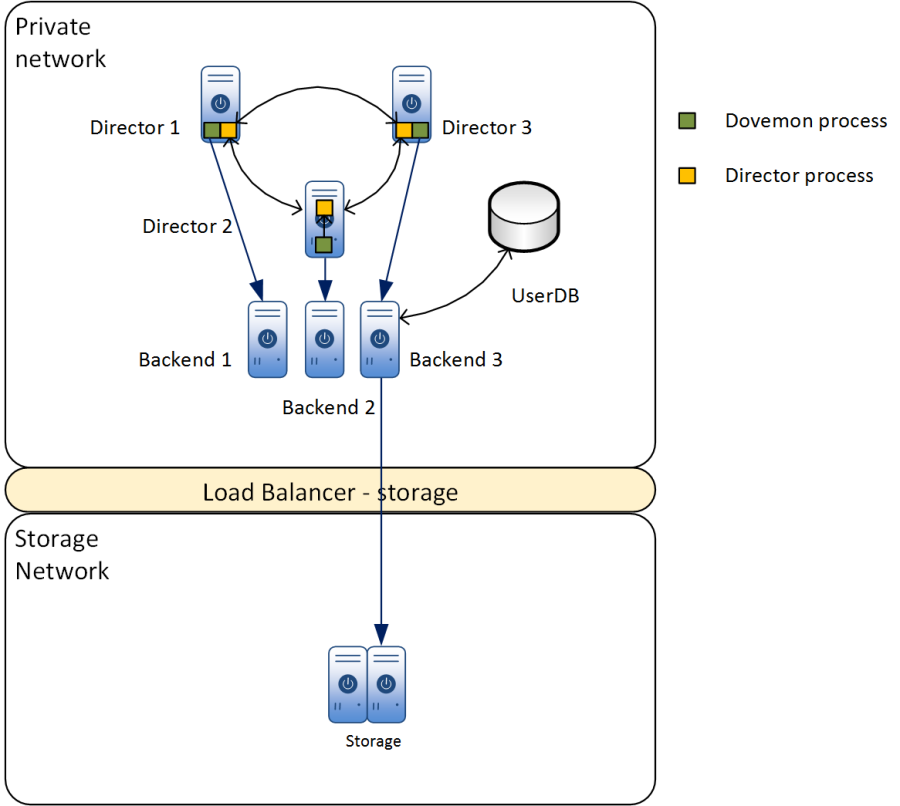 Private
network
Director 1
Director 3
Dovemon process
Director process
Director 2
UserDB
Backend 1
Backend 3
Backend 2
Load Balancer - storage
Storage
Network
Storage